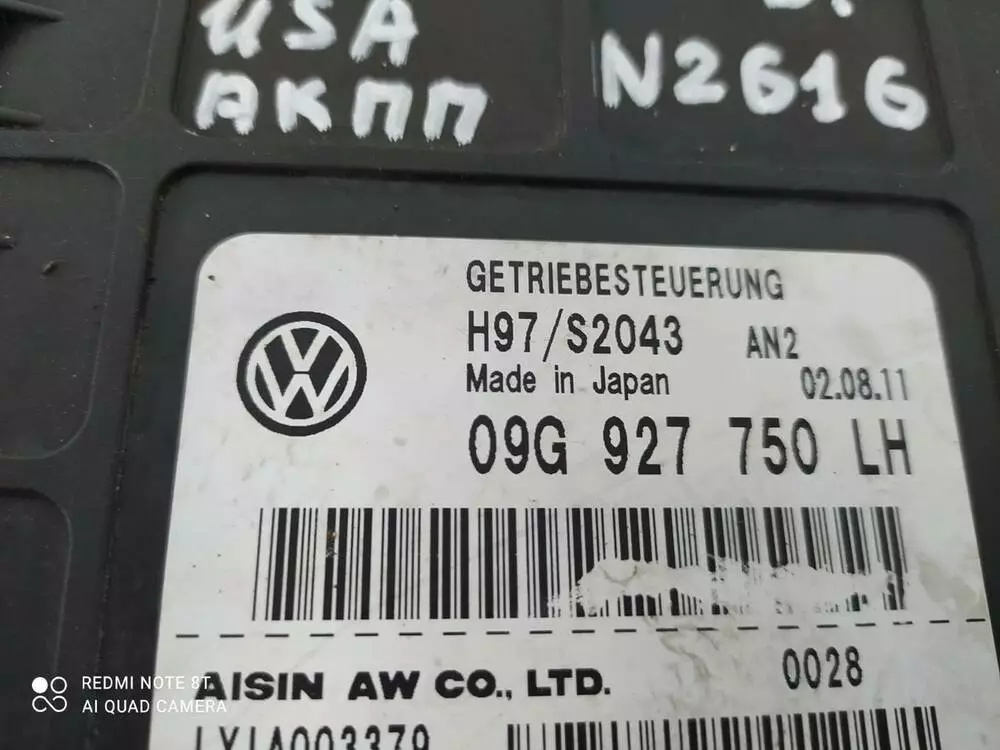 USA
АКПП
N2616
GETRIEBESTEUERUNG
H97/S2043 AN2
Made in Japan 02.08.11
09G 927 750 LH
0028
AISIN AW CO., LTD.
REDMI NOTE 8T
AI QUAD CAMERA